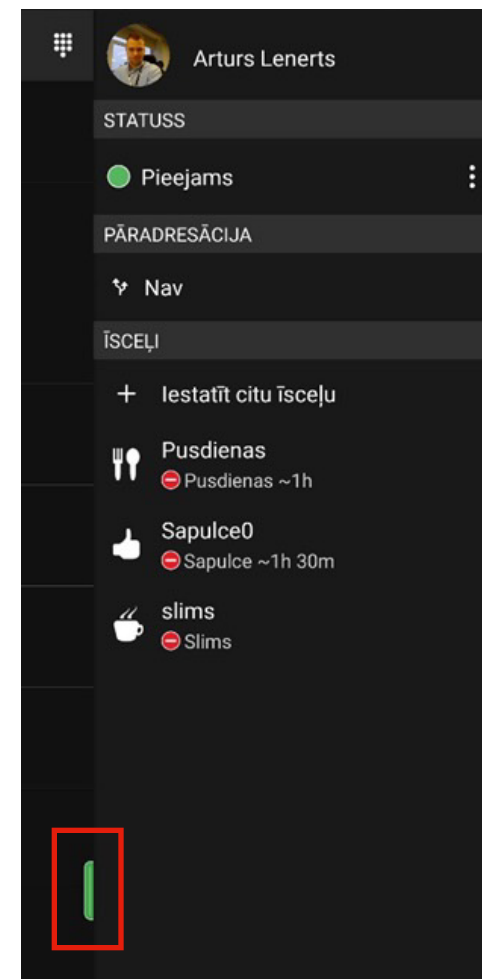 Arturs Lenerts
STATUSS
Pieejams
PĀRADRESĀCIJA
Nav
ĪSCEĻI
Iestatīt citu īsceļu
Pusdienas
Pusdienas ~1h
Sapulce0
Sapulce ~1h 30m
slims
Slims